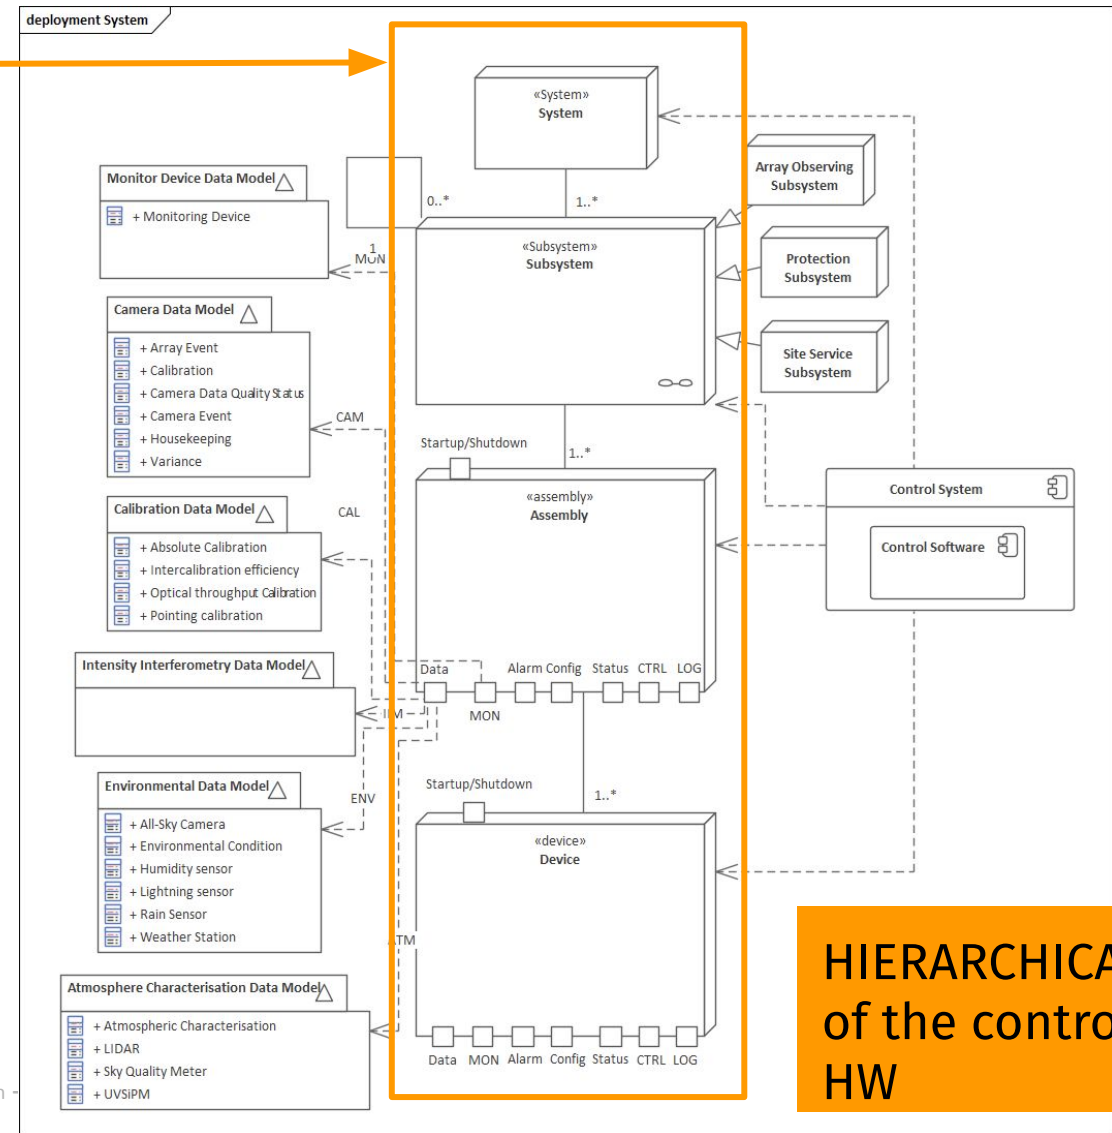 deployment System
«System»
System
Array Observing
Subsystem
Monitor Device Data Model
+ Monitoring Device
0..*
1..*
1
MON
«Subsystem»
Subsystem
Protection
Subsystem
Camera Data Model
+ Array Event
+ Calibration
+ Camera Data Quality Status
+ Camera Event
+ Housekeeping
+ Variance
Site Service
Subsystem
CAM
Startup/Shutdown
1..*
«assembly»
Assembly
Control System
Control Software
Calibration Data Model
+ Absolute Calibration
+ Intercalibration efficiency
+ Optical throughput Calibration
+ Pointing calibration
CAL
Intensity Interferometry Data Model
Data
Alarm Config Status CTRL LOG
MON
Environmental Data Model
+ All-Sky Camera
+ Environmental Condition
+ Humidity sensor
+ Lightning sensor
+ Rain Sensor
+ Weather Station
ENV
Startup/Shutdown
1..*
«device»
Device
ATM
Atmosphere Characterisation Data Model
+ Atmospheric Characterisation
+ LIDAR
+ Sky Quality Meter
+ UVSiPM
Data MON Alarm Config Status CTRL LOG
HIERARCHICA
of the contro
HW